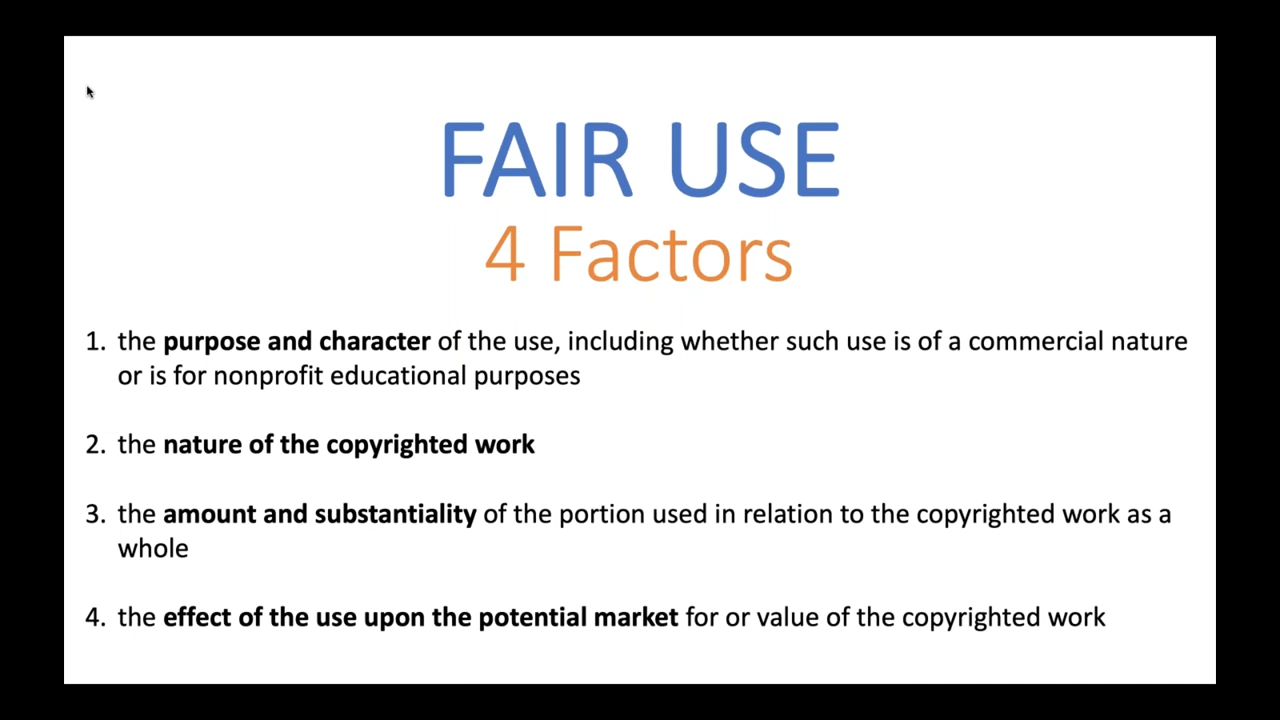 FAIR USE
4 Factors
1. the purpose and character of the use, including whether such use is of a commercial nature
or is for nonprofit educational purposes
2. the nature of the copyrighted work
3. the amount and substantiality of the portion used in relation to the copyrighted work as a
whole
4. the effect of the use upon the potential market for or value of the copyrighted work